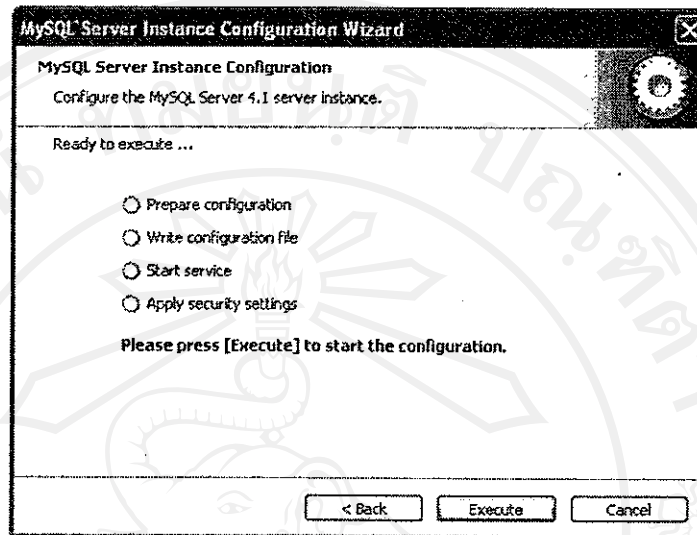 MySQL Server Instance Configuration Wizard
MySQL Server Instance Configuration
Configure the MySQL Server 4.1 server instance.
Ready to execute ...
Prepare configuration
Write configuration file
Start service
Apply security settings
Please press [Execute] to start the configuration.
< Back
Execute
Cancel